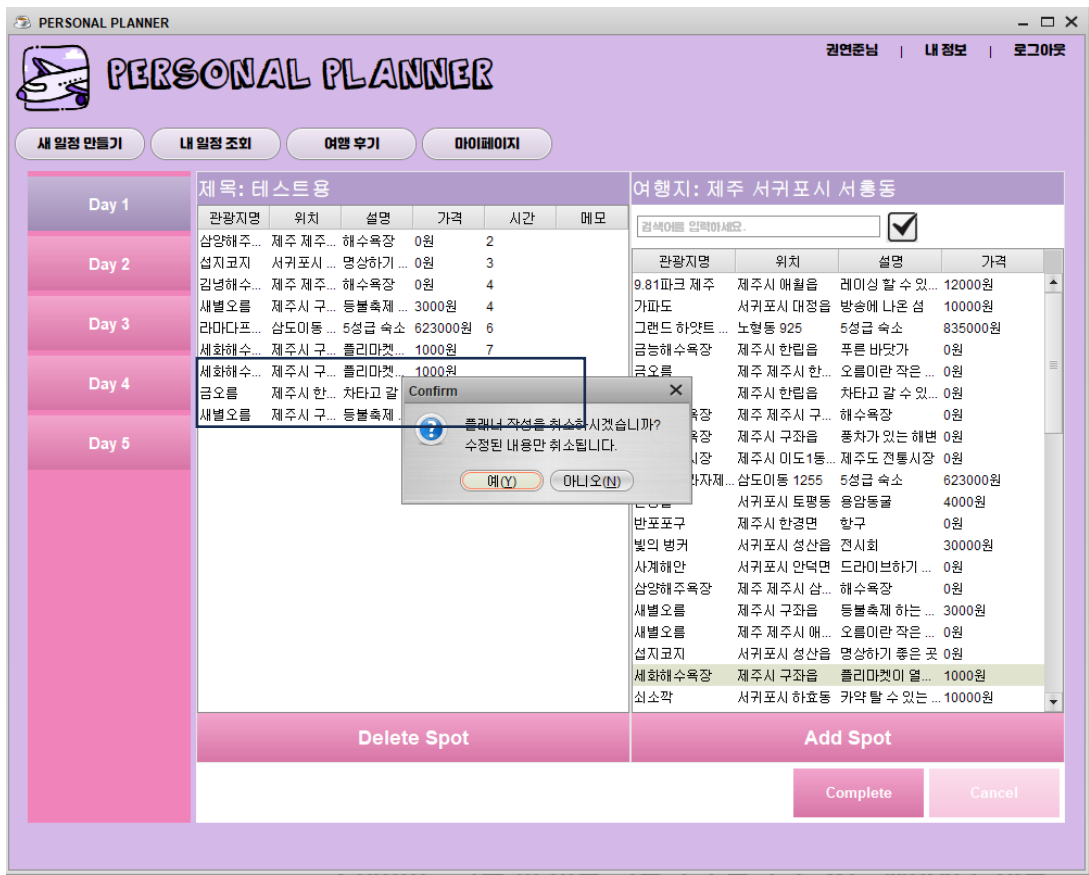 PERSONAL PLANNER
PERSONAL PLANNER
권연준님 | 내 정보 | 로그아웃
새 일정 만들기 내 일정 조회 여행 후기 마이페이지
Day 1
Day 2
Day 3
Day 4
Day 5
제목: 테스트용
관광지명 위치 설명 가격 시간 메모
삼양해주... 제주 제주... 해수욕장 0원 2
섭지코지 서귀포시 ... 명상하기 ... 0원 3
김녕해수... 제주 제주... 해수욕장 0원 4
새별오름 제주시 구... 등불축제 ... 3000원 4
라마다프... 삼도이동 ... 5성급 숙소 623000원 6
세화해수... 제주시 구... 플리마켓... 1000원 7
세화해수... 제주시 구... 플리마켓... 1000원
금오름 제주시 한... 차타고 갈
새별오름 제주시 구... 등불축제
Confirm
플래너 작성을 취소하시겠습니까?
수정된 내용만 취소됩니다.
예(Y) 아니오(N)
여행지: 제주 서귀포시 서홍동
검색어를 입력하세요.
관광지명 위치 설명 가격
9.81파크 제주 제주시 애월읍 레이싱 할 수 있... 12000원
가파도 서귀포시 대정읍 방송에 나온 섬 10000원
그랜드 하얏트 ... 노형동 925 5성급 숙소 835000원
금능해수욕장 제주시 한림읍 푸른 바닷가 0원
금오름 제주 제주시 한... 오름이란 작은 ... 0원
제주시 한림읍 차타고 갈 수 있... 0원
욕장 제주 제주시 구... 해수욕장 0원
욕장 제주시 구좌읍 풍차가 있는 해변 0원
시장 제주시 이도1동... 제주도 전통시장 0원
라자제... 삼도이동 1255 5성급 숙소 623000원
서귀포시 토평동 용암동굴 4000원
반포포구 제주시 한경면 항구 0원
빛의 벙커 서귀포시 성산읍 전시회 30000원
사계해안 서귀포시 안덕면 드라이브하기 ... 0원
삼양해주욕장 제주 제주시 삼... 해수욕장 0원
새별오름 제주시 구좌읍 등불축제 하는 ... 3000원
새별오름 제주 제주시 애... 오름이란 작은 ... 0원
섭지코지 서귀포시 성산읍 명상하기 좋은 곳 0원
세화해수욕장 제주시 구좌읍 플리마켓이 열... 1000원
쇠소깍 서귀포시 하효동 카약 탈 수 있는 ... 10000원
Delete Spot
Add Spot
Complete Cancel